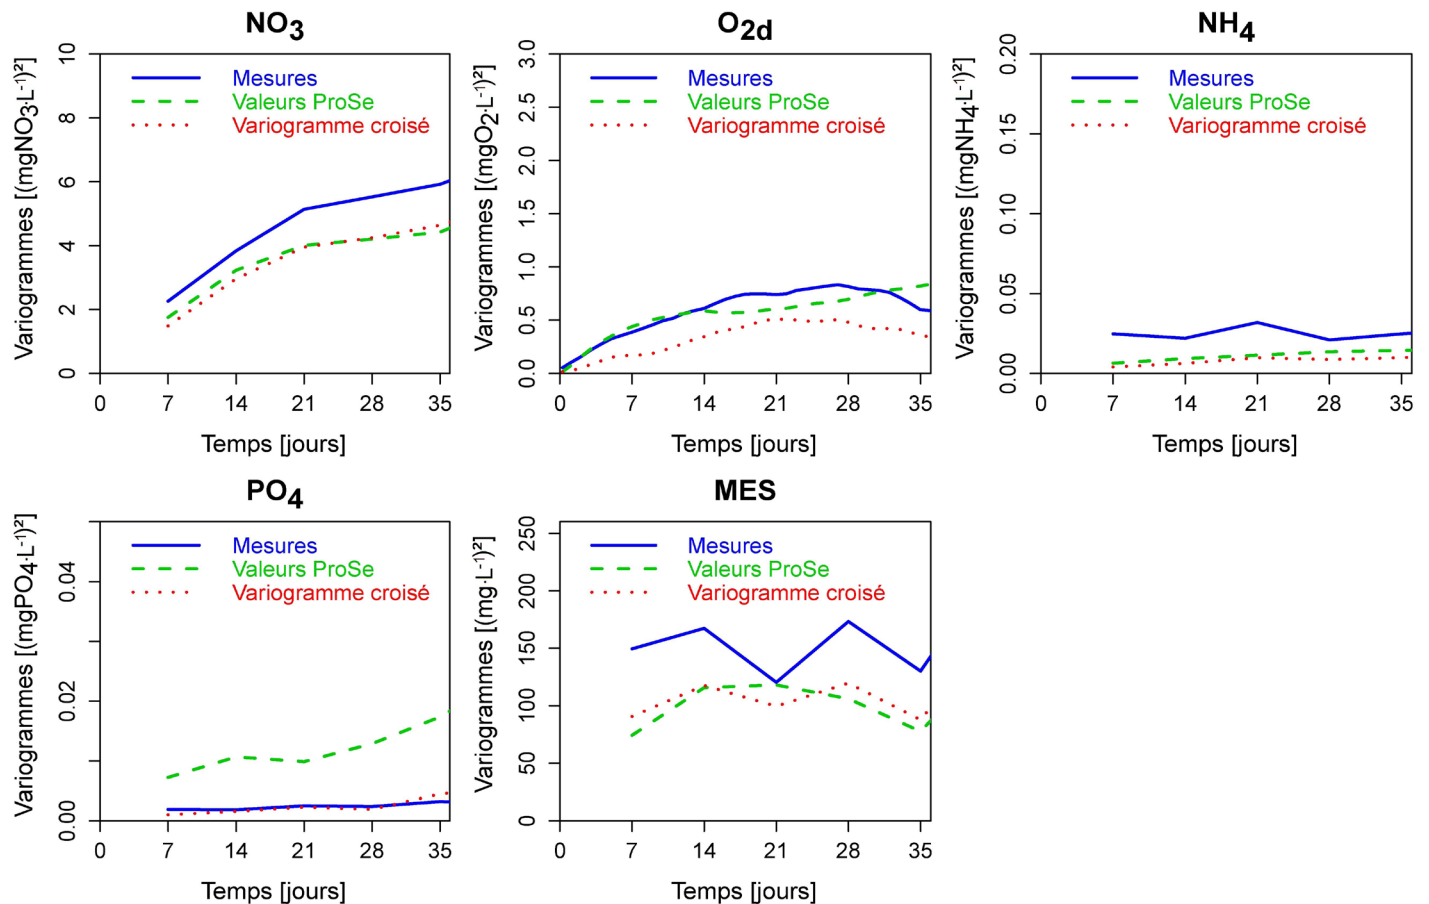 NO3
Variogrammes [(mgNO3·L-1)²]
10
8
6
4
2
0
Mesures
Valeurs ProSe
Variogramme croisé
0 7 14 21 28 35
Temps [jours]
O2d
Variogrammes [(mgO2·L-1)²]
3.0
2.5
2.0
1.5
1.0
0.5
0.0
Mesures
Valeurs ProSe
Variogramme croisé
0 7 14 21 28 35
Temps [jours]
NH4
Variogrammes [(mgNH4·L-1)²]
0.20
0.15
0.10
0.05
0.00
Mesures
Valeurs ProSe
Variogramme croisé
0 7 14 21 28 35
Temps [jours]
PO4
Variogrammes [(mgPO4·L-1)²]
0.04
0.02
0.00
Mesures
Valeurs ProSe
Variogramme croisé
0 7 14 21 28 35
Temps [jours]
MES
Variogrammes [(mg·L-1)²]
250
200
150
100
50
0
Mesures
Valeurs ProSe
Variogramme croisé
0 7 14 21 28 35
Temps [jours]